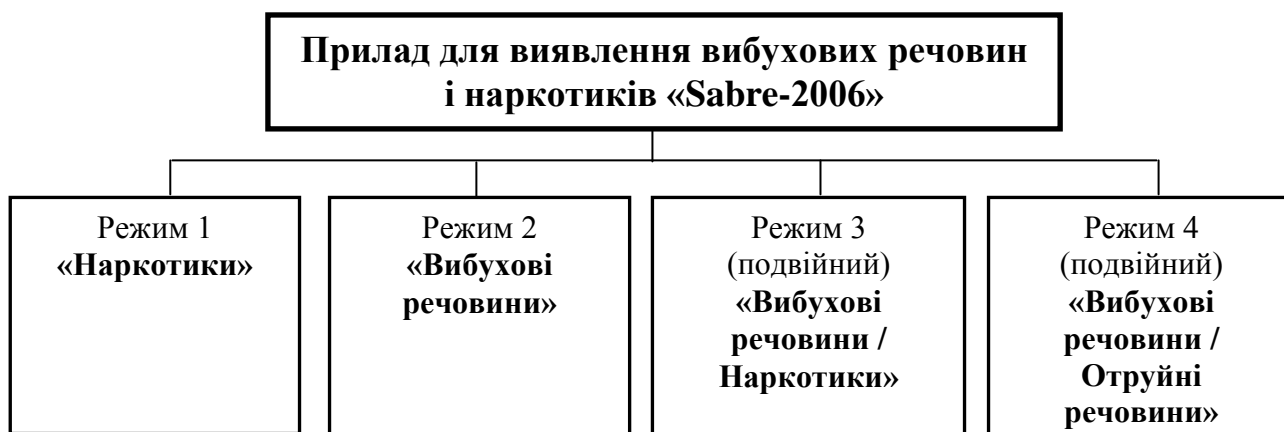 Прилад для виявлення вибухових речовин
і наркотиків «Sabre-2006»
Режим 1
«Наркотики»
Режим 2
«Вибухові
речовини»
Режим 3
(подвійний)
«Вибухові
речовини /
Наркотики»
Режим 4
(подвійний)
«Вибухові
речовини /
Отруйні
речовини»